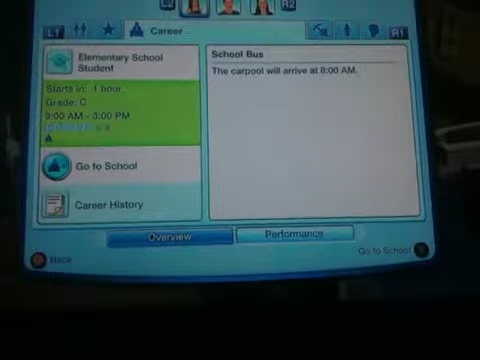 L2
R2
L1
Career
R1
Elementary School
Student
School Bus
The carpool will arrive at 8:00 AM.
Starts in: 1 hour
Grade: C
9:00 AM - 3:00 PM
Go to School
Career History
Overview
Performance
Back
Go to School